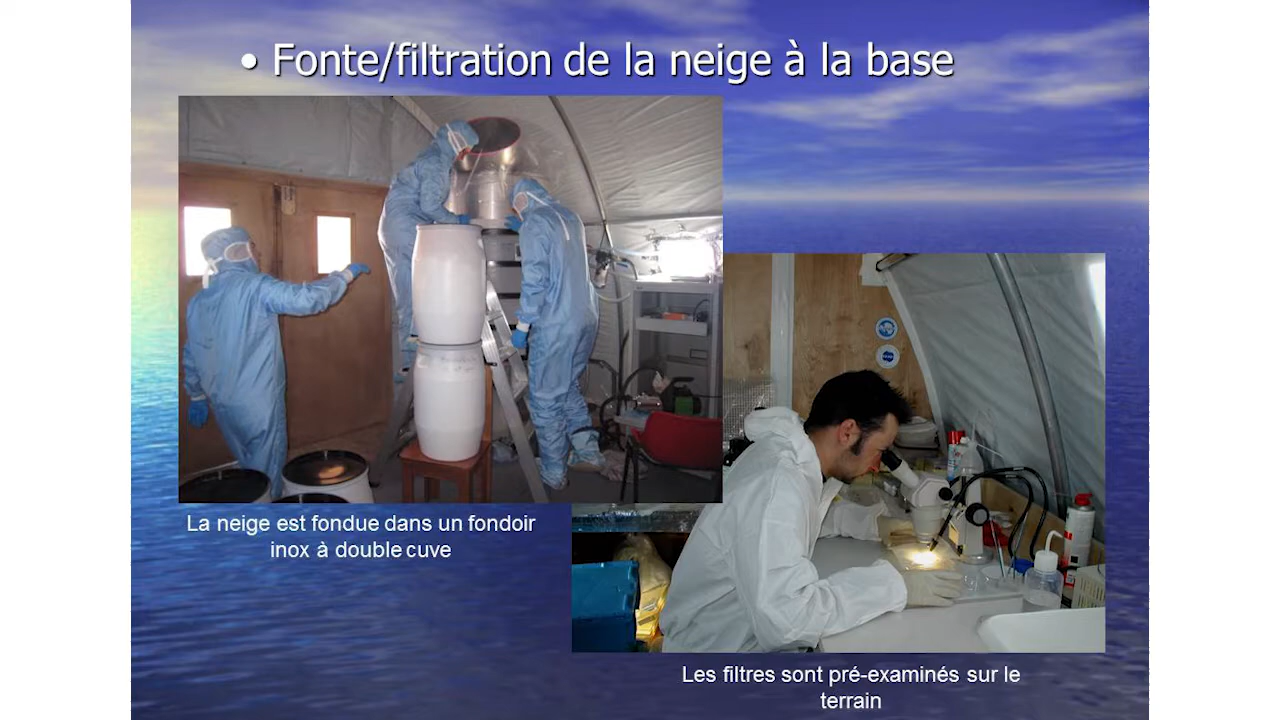 • Fonte/filtration de la neige à la base
La neige est fondue dans un fondoir
inox à double cuve
Les filtres sont pré-examinés sur le
terrain